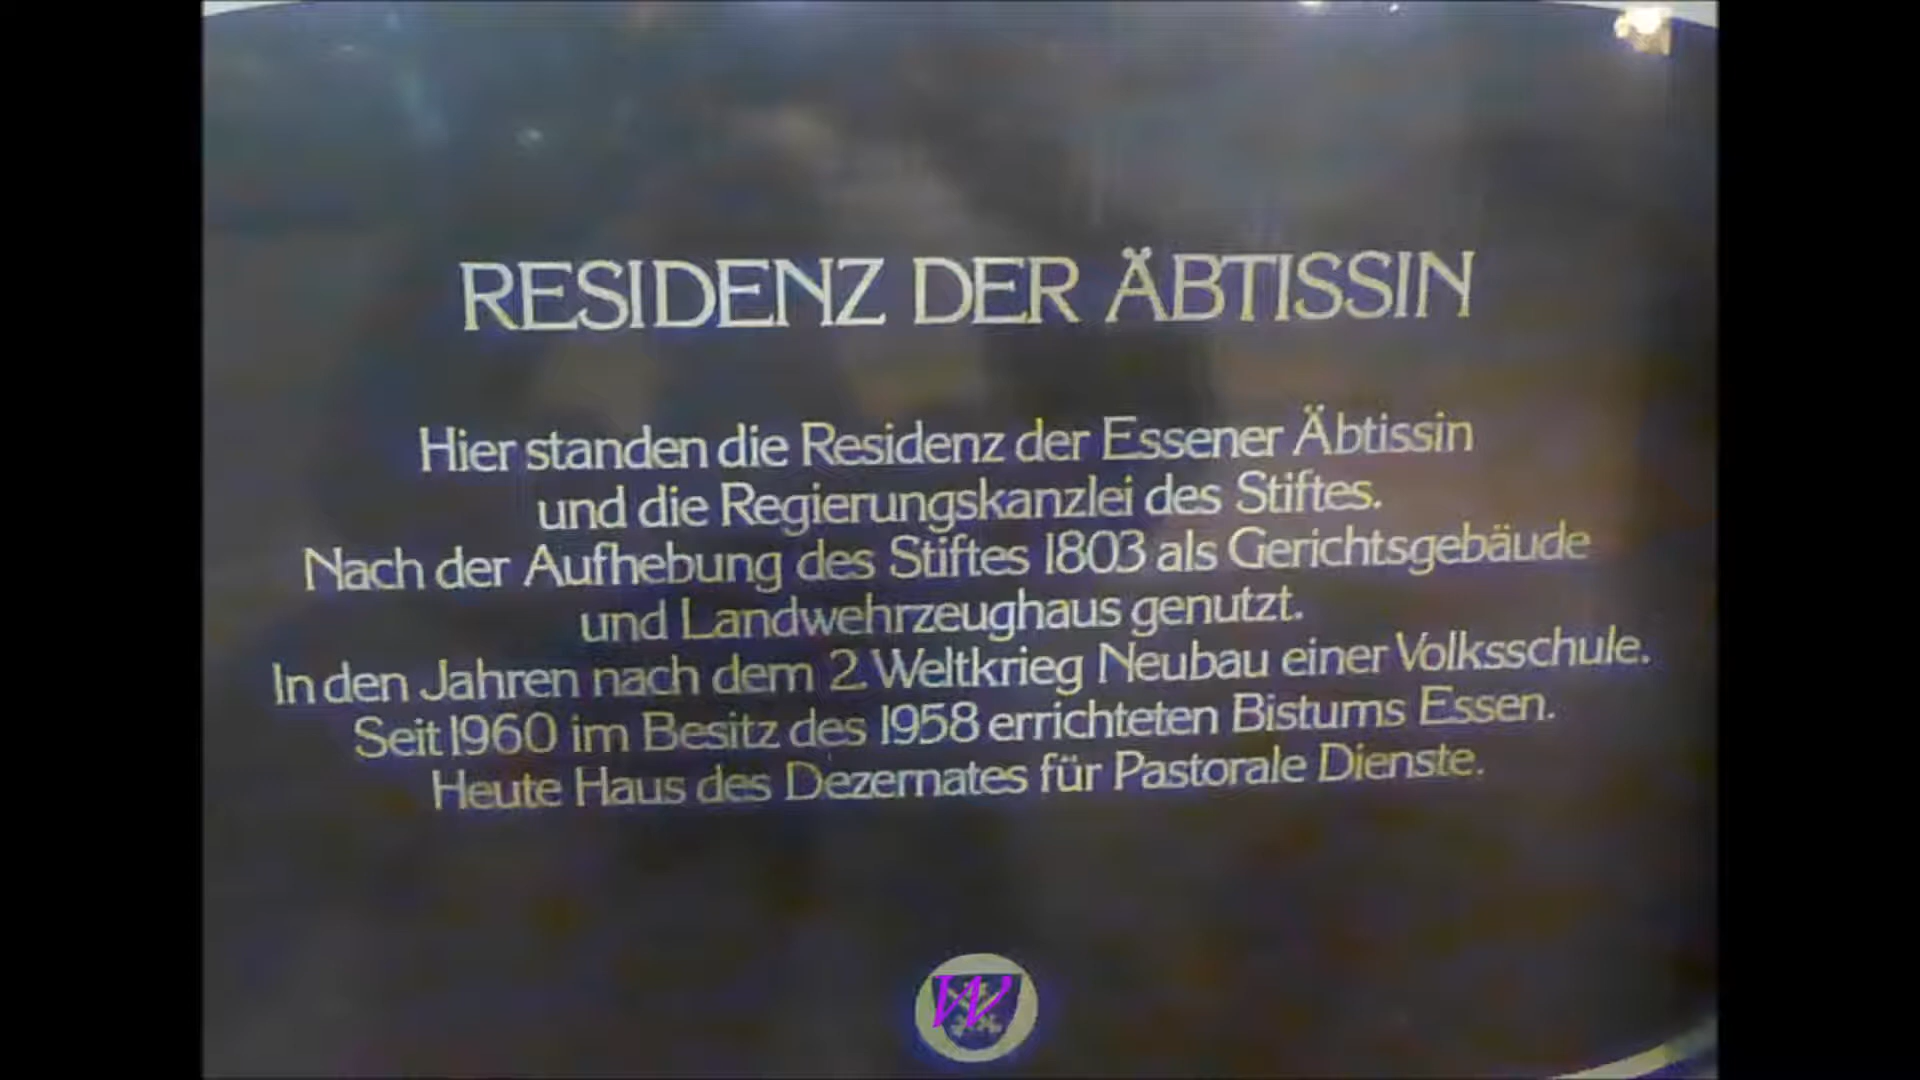 RESIDENZ DER ÄBTISSIN
Hier standen die Residenz der Essener Äbtissin
und die Regierungskanzlei des Stiftes.
Nach der Aufhebung des Stiftes 1803 als Gerichtsgebäude
und Landwehrzeughaus genutzt.
In den Jahren nach dem 2. Weltkrieg Neubau einer Volksschule.
Seit 1960 im Besitz des 1958 errichteten Bistums Essen.
Heute Haus des Dezernates für Pastorale Dienste.
W